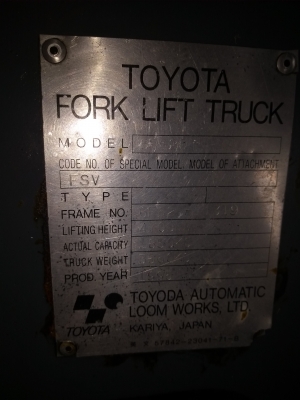 TOYOTA
FORK LIFT TRUCK
MODEL
CODE NO. OF SPECIAL MODEL. MODEL OF ATTACHMENT
FSV
TYPE
FRAME NO.
LIFTING HEIGHT
ACTUAL CAPACITY
TRUCK WEIGHT
PROD. YEAR
TOYODA AUTOMATIC
LOOM WORKS, LTD.
TOYOTA
KARIYA, JAPAN